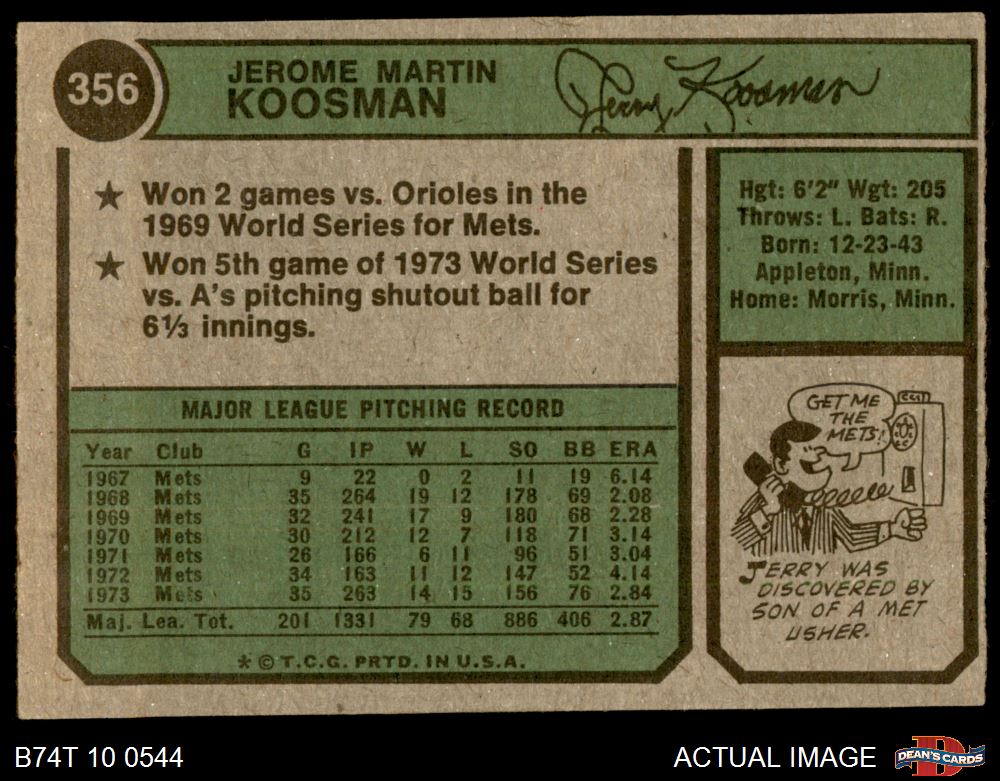 356
JEROME MARTIN
KOOSMAN
Jerry Koosman
★ Won 2 games vs. Orioles in the
1969 World Series for Mets.
★ Won 5th game of 1973 World Series
vs. A's pitching shutout ball for
6⅓ innings.
Hgt: 6'2" Wgt: 205
Throws: L. Bats: R.
Born: 12-23-43
Appleton, Minn.
Home: Morris, Minn.
MAJOR LEAGUE PITCHING RECORD
Year Club G IP W L SO BB ERA
1967 Mets 9 22 0 2 11 19 6.14
1968 Mets 35 264 19 12 178 69 2.08
1969 Mets 32 241 17 9 180 68 2.28
1970 Mets 30 212 12 7 118 71 3.14
1971 Mets 26 166 6 11 96 51 3.04
1972 Mets 34 163 11 12 147 52 4.14
1973 Mets 35 263 14 15 156 76 2.84
Maj. Lea. Tot. 201 1331 79 68 886 406 2.87
* © T.C.G. PRTD. IN U.S.A.
GET ME
THE
METS!
JERRY WAS
DISCOVERED BY
SON OF A MET
USHER.
B74T 10 0544
ACTUAL IMAGE
D
DEAN'S CARDS